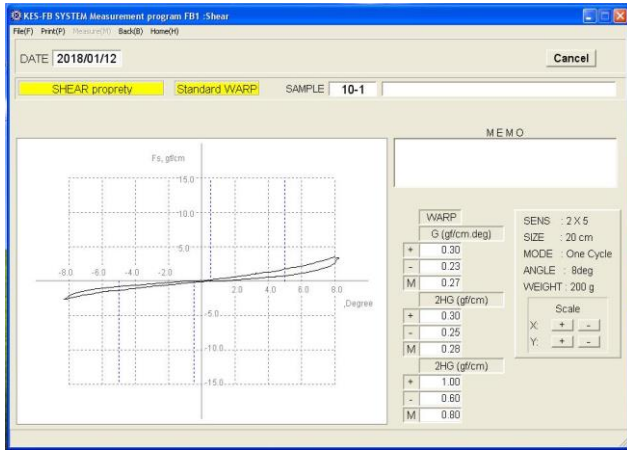 KES-FB SYSTEM Measurement program FB1 :Shear
File(F) Print(P) Measure(M) Back(B) Home(H)
DATE 2018/01/12
Cancel
SHEAR proprety Standard WARP SAMPLE 10-1
MEMO
Fs, gf/cm
15.0
10.0
5.0
-8.0 -6.0 -4.0 -2.0
2.0 4.0 6.0 8.0
,Degree
-5.0
-10.0
-15.0
WARP
G (gf/cm.deg)
+ 0.30
- 0.23
M 0.27
2HG (gf/cm)
+ 0.30
- 0.25
M 0.28
2HG (gf/cm)
+ 1.00
- 0.60
M 0.80
SENS : 2 X 5
SIZE : 20 cm
MODE : One Cycle
ANGLE : 8deg
WEIGHT : 200 g
Scale
X: + -
Y: + -